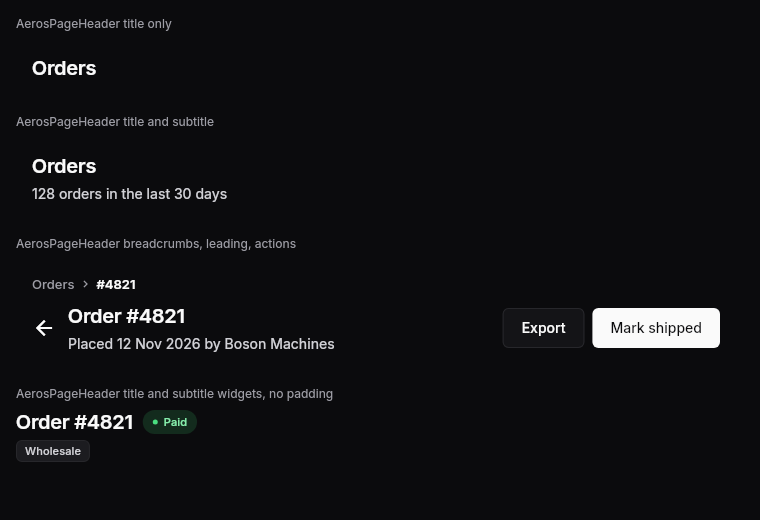 AerosPageHeader title only
Orders
AerosPageHeader title and subtitle
Orders
128 orders in the last 30 days
AerosPageHeader breadcrumbs, leading, actions
Orders > #4821
Order #4821
Placed 12 Nov 2026 by Boson Machines
Export
Mark shipped
AerosPageHeader title and subtitle widgets, no padding
Order #4821 Paid
Wholesale